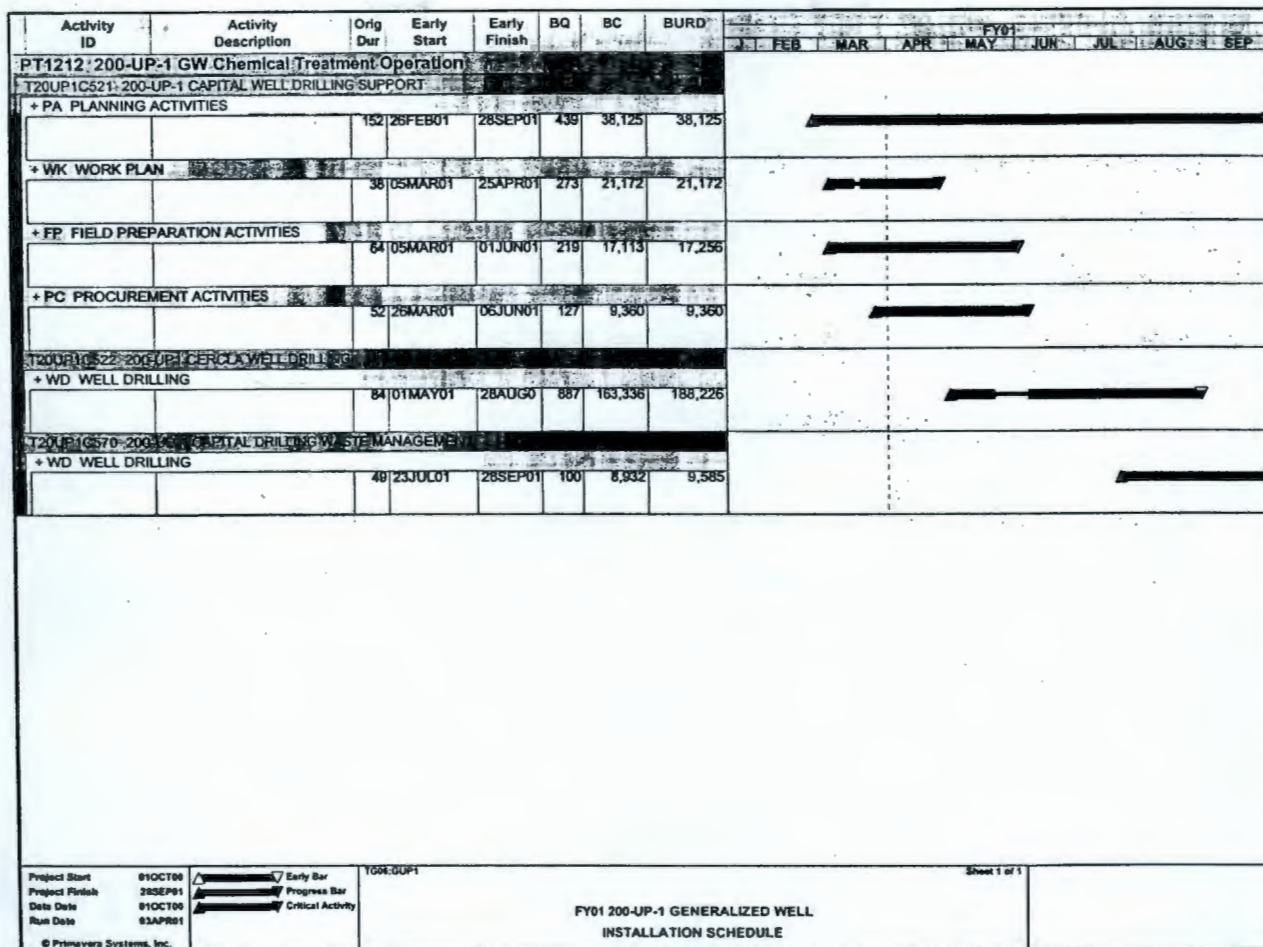 Activity ID Activity Description Orig Dur Early Start Early Finish BQ BC BURD FY01
J FEB MAR APR MAY JUN JUL AUG SEP
PT1212 200-UP-1 GW Chemical Treatment Operation
T20UP1C521 200-UP-1 CAPITAL WELL DRILLING SUPPORT
+ PA PLANNING ACTIVITIES
152 26FEB01 28SEP01 439 38,125 38,125
+ WK WORK PLAN
38 05MAR01 25APR01 273 21,172 21,172
+ FP FIELD PREPARATION ACTIVITIES
64 05MAR01 01JUN01 219 17,113 17,256
+ PC PROCUREMENT ACTIVITIES
52 26MAR01 06JUN01 127 9,360 9,360
T20UP1C522 200-UP1 CERCLA WELL DRILLING
+ WD WELL DRILLING
84 01MAY01 28AUG0 887 163,336 188,226
T20UP1C570 CAPITAL DRILLING WASTE MANAGEMENT
+ WD WELL DRILLING
49 23JUL01 28SEP01 100 9,585
Project Start 01OCT00
Project Finish 28SEP01
Data Date 01OCT00
Run Date 03APR01
© Primavera Systems, Inc.
Early Bar
Progress Bar
Critical Activity
TG06:GUP1
Sheet 1 of 1
FY01 200-UP-1 GENERALIZED WELL
INSTALLATION SCHEDULE